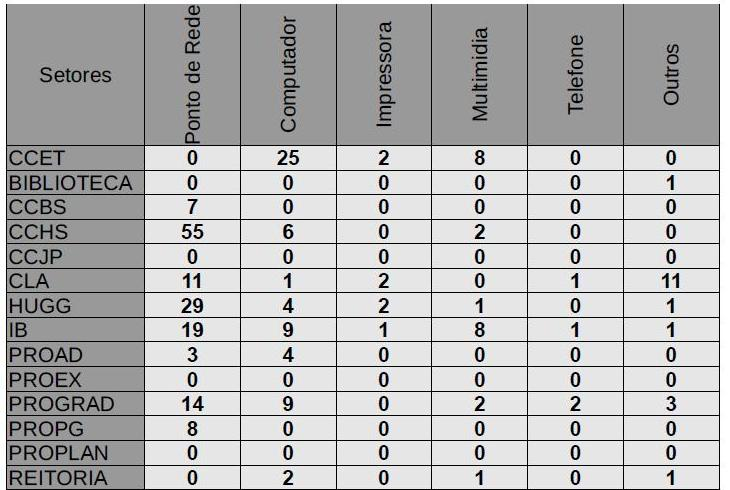 Setores Ponto de Rede Computador Impressora Multimidia Telefone Outros
CCET 0 25 2 8 0 0
BIBLIOTECA 0 0 0 0 0 1
CCBS 7 0 0 0 0 0
CCHS 55 6 0 2 0 0
CCJP 0 0 0 0 0 0
CLA 11 1 2 0 1 11
HUGG 29 4 2 1 0 1
IB 19 9 1 8 1 1
PROAD 3 4 0 0 0 0
PROEX 0 0 0 0 0 0
PROGRAD 14 9 0 2 2 3
PROPG 8 0 0 0 0 0
PROPLAN 0 0 0 0 0 0
REITORIA 0 2 0 1 0 1